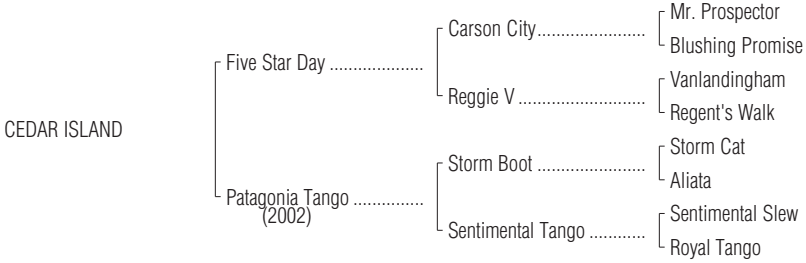 Mr. Prospector
Carson City.......................
Blushing Promise
Five Star Day ....................
Vanlandingham
Reggie V ...........................
Regent's Walk
CEDAR ISLAND
Storm Cat
Storm Boot .......................
Aliata
Patagonia Tango ...............
(2002)
Sentimental Slew
Sentimental Tango ............
Royal Tango